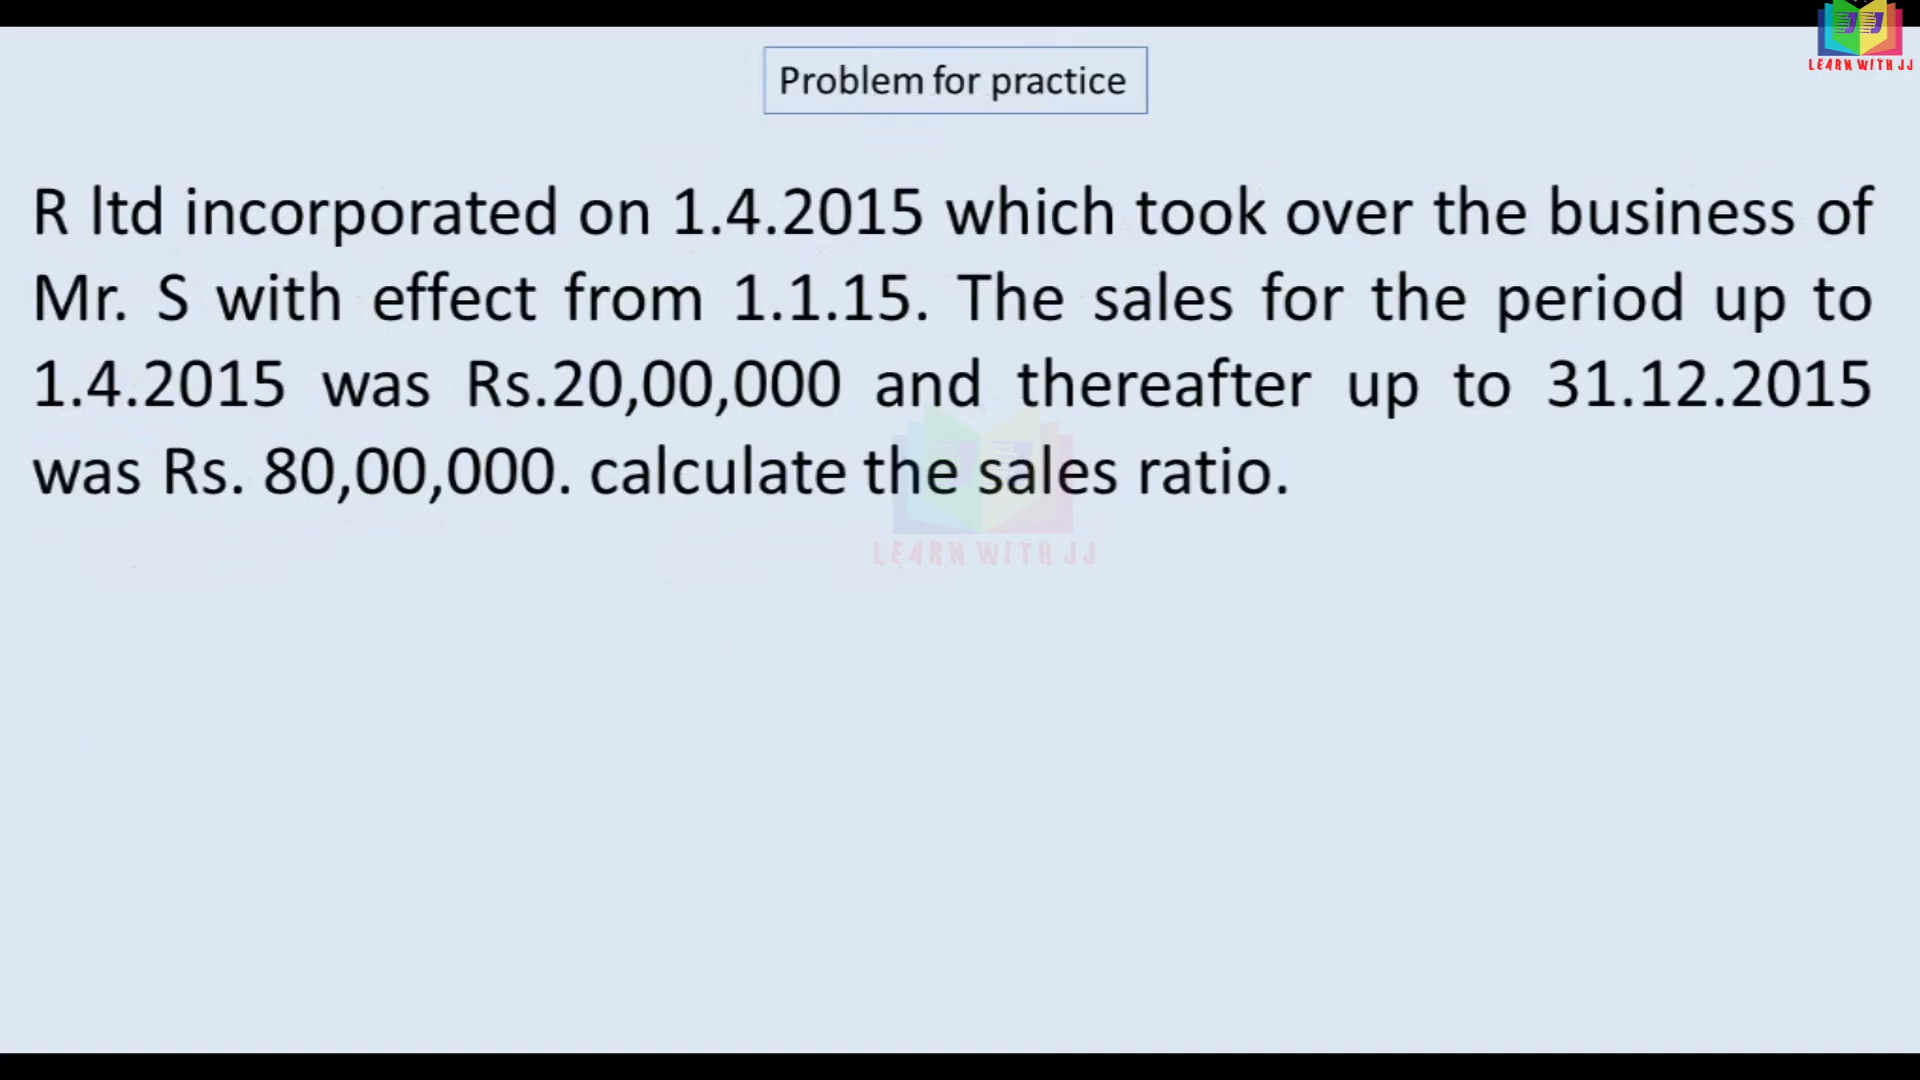 LEARN WITH JJ
Problem for practice
R ltd incorporated on 1.4.2015 which took over the business of
Mr. S with effect from 1.1.15. The sales for the period up to
1.4.2015 was Rs.20,00,000 and thereafter up to 31.12.2015
was Rs. 80,00,000. calculate the sales ratio.
LEARN WITH JJ